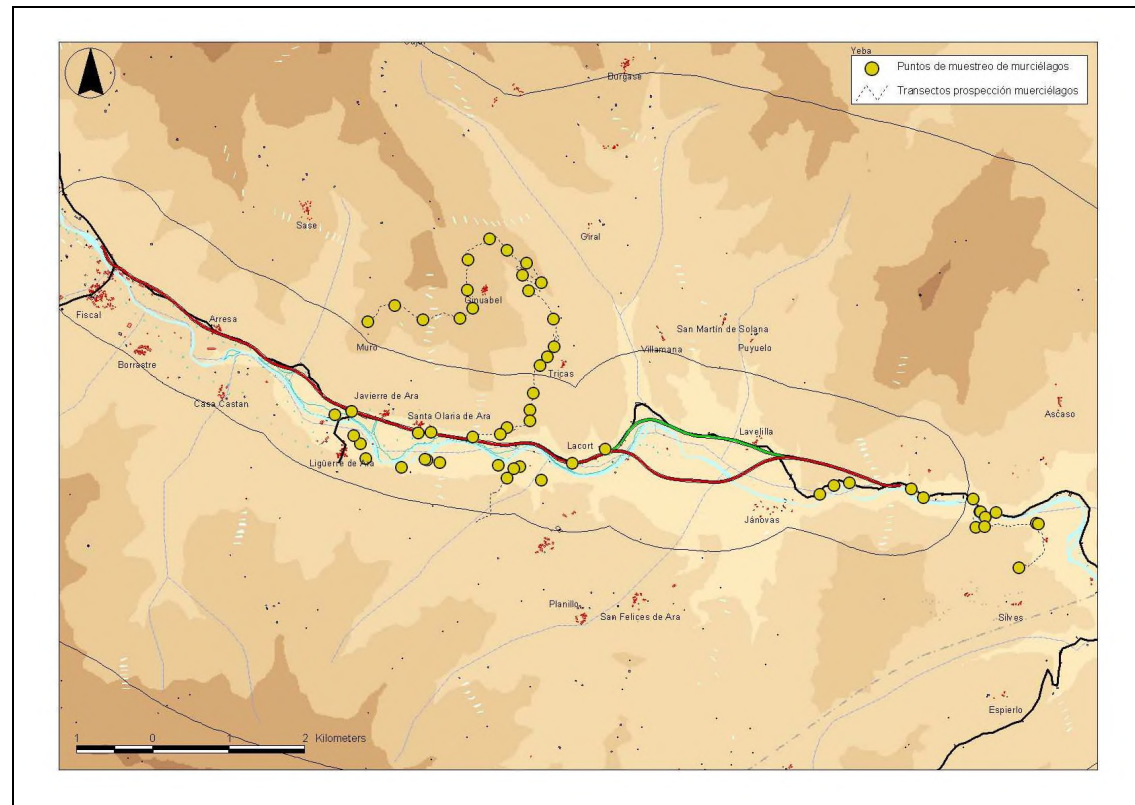 Yeba
Burgase
Puntos de muestreo de murciélagos
Transectos prospección muerciélagos
Sase
Giral
Ginuabel
Fiscal
Arresa
Borrastre
Muro
San Martín de Solana
Villamana
Puyuelo
Tricas
Casa Castan
Javierre de Ara
Santa Olaria de Ara
Ascaso
Lavelilla
Lacort
Ligüerre de Ara
Jánovas
Planillo
San Felices de Ara
Silves
Espierlo
1 0 1 2 Kilometers